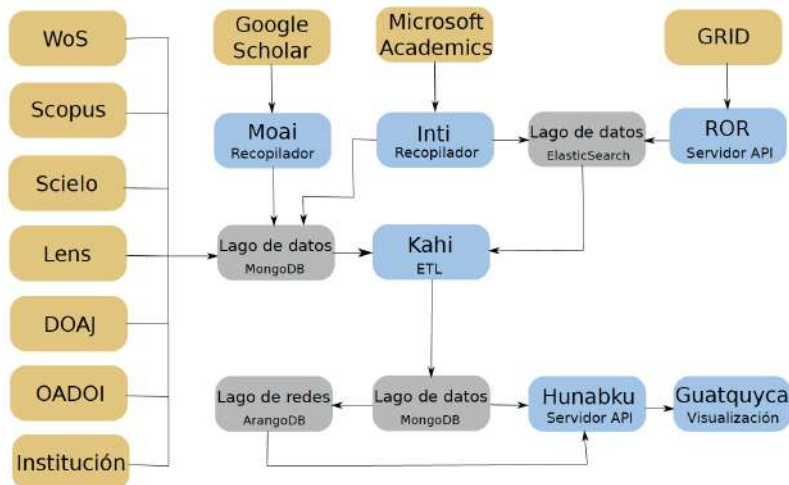 WoS
Scopus
Scielo
Lens
DOAJ
OADOI
Institución
Google
Scholar
Microsoft
Academics
GRID
Moai
Recopilador
Inti
Recopilador
Lago de datos
ElasticSearch
ROR
Servidor API
Lago de datos
MongoDB
Kahi
ETL
Lago de redes
ArangoDB
Lago de datos
MongoDB
Hunabku
Servidor API
Guatquyca
Visualización